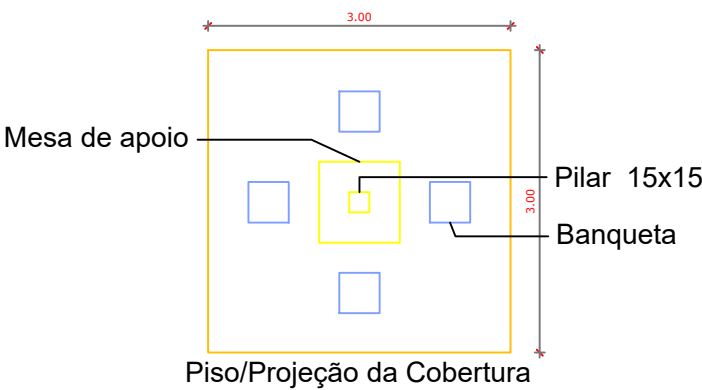 3.00
Mesa de apoio
Pilar 15x15
3.00
Banqueta
Piso/Projeção da Cobertura